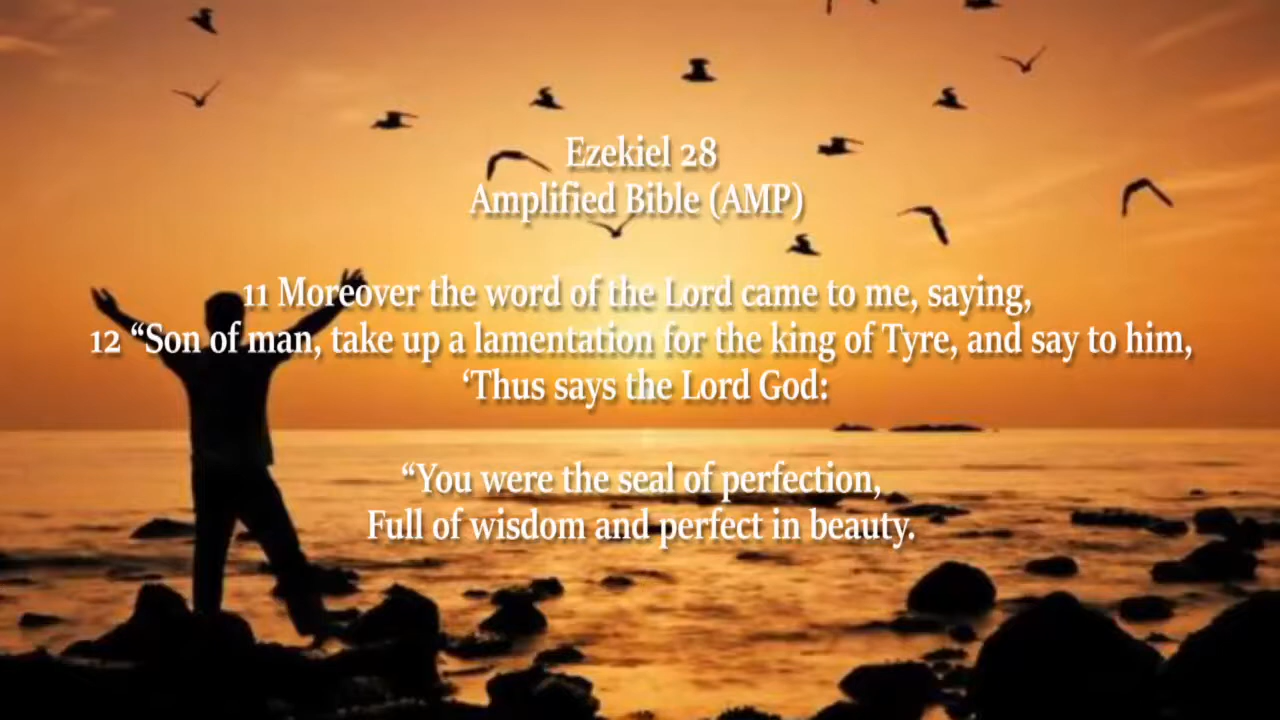 Ezekiel 28
Amplified Bible (AMP)
11 Moreover the word of the Lord came to me, saying,
12 “Son of man, take up a lamentation for the king of Tyre, and say to him,
‘Thus says the Lord God:
“You were the seal of perfection,
Full of wisdom and perfect in beauty.